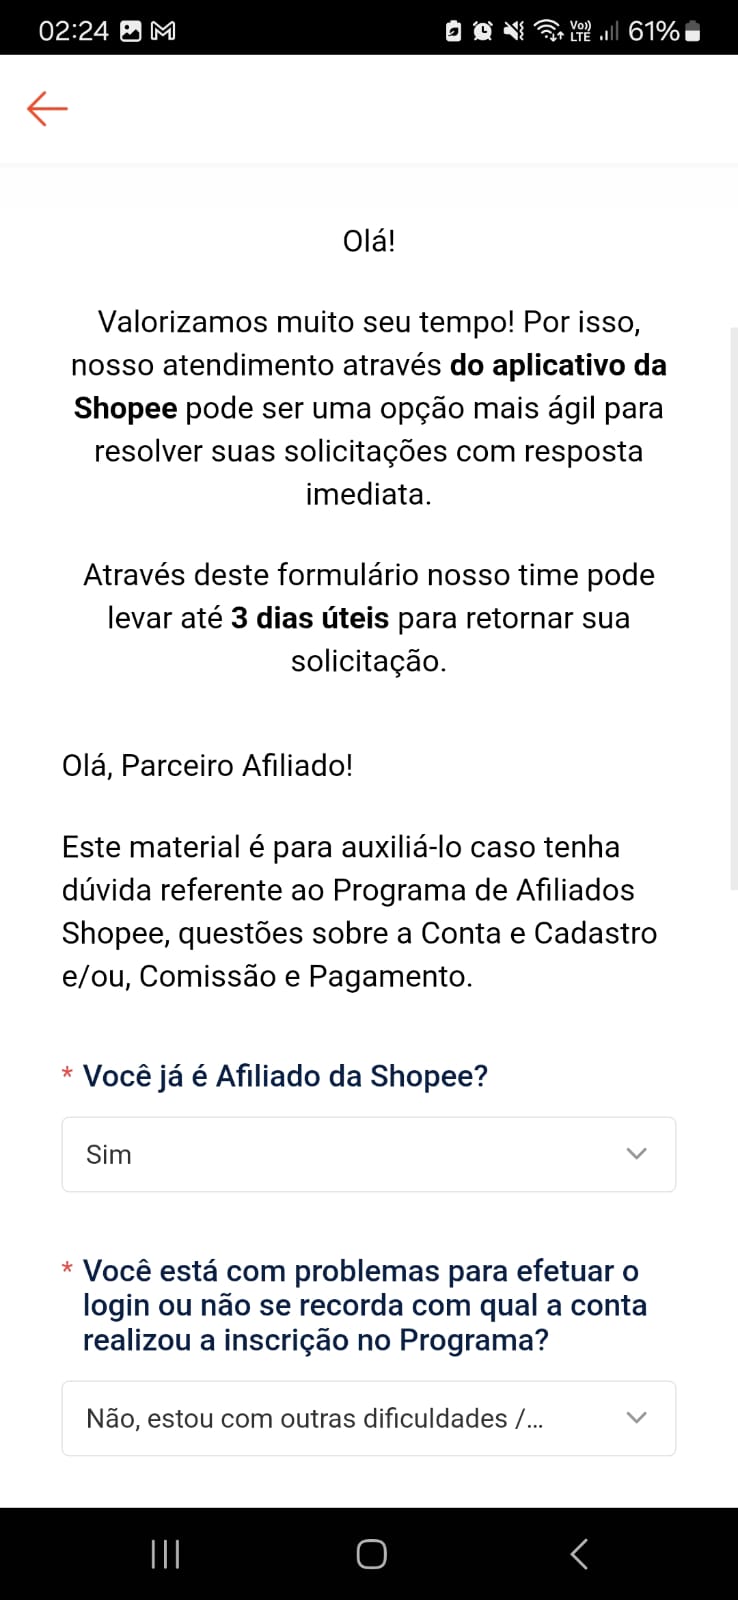 02:24
Vo)) LTE 61%
Olá!
Valorizamos muito seu tempo! Por isso,
nosso atendimento através do aplicativo da
Shopee pode ser uma opção mais ágil para
resolver suas solicitações com resposta
imediata.
Através deste formulário nosso time pode
levar até 3 dias úteis para retornar sua
solicitação.
Olá, Parceiro Afiliado!
Este material é para auxiliá-lo caso tenha
dúvida referente ao Programa de Afiliados
Shopee, questões sobre a Conta e Cadastro
e/ou, Comissão e Pagamento.
* Você já é Afiliado da Shopee?
Sim
* Você está com problemas para efetuar o
login ou não se recorda com qual a conta
realizou a inscrição no Programa?
Não, estou com outras dificuldades /...